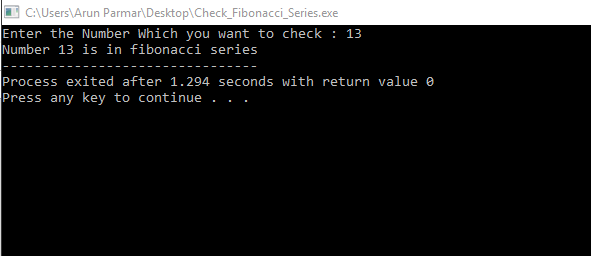 C:\Users\Arun Parmar\Desktop\Check_Fibonacci_Series.exe
Enter the Number Which you want to check : 13
Number 13 is in fibonacci series
--------------------------------
Process exited after 1.294 seconds with return value 0
Press any key to continue . . .